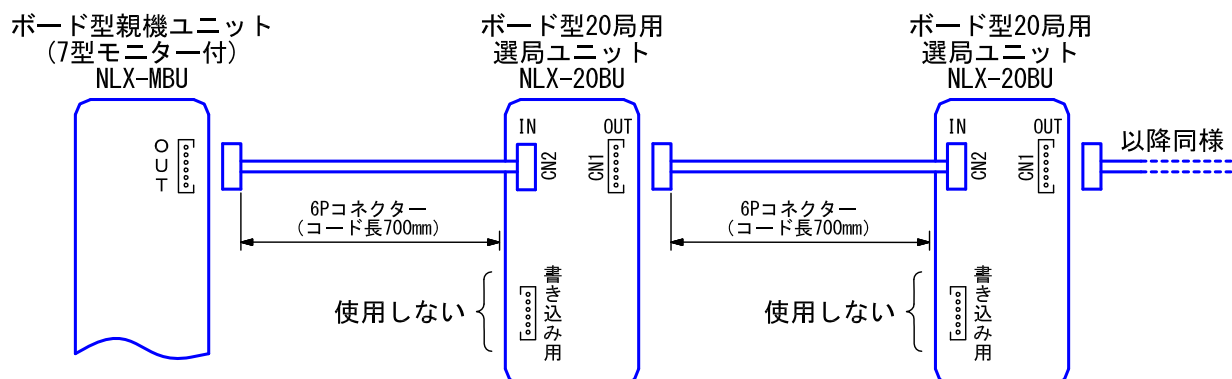 ボード型親機ユニット
(7型モニター付)
NLX-MBU
ボード型20局用
選局ユニット
NLX-20BU
ボード型20局用
選局ユニット
NLX-20BU
OUT
IN
OUT
CN2
CN1
IN
OUT
CN2
CN1
以降同様
6Pコネクター
(コード長700mm)
6Pコネクター
(コード長700mm)
使用しない
書き込み用
使用しない
書き込み用